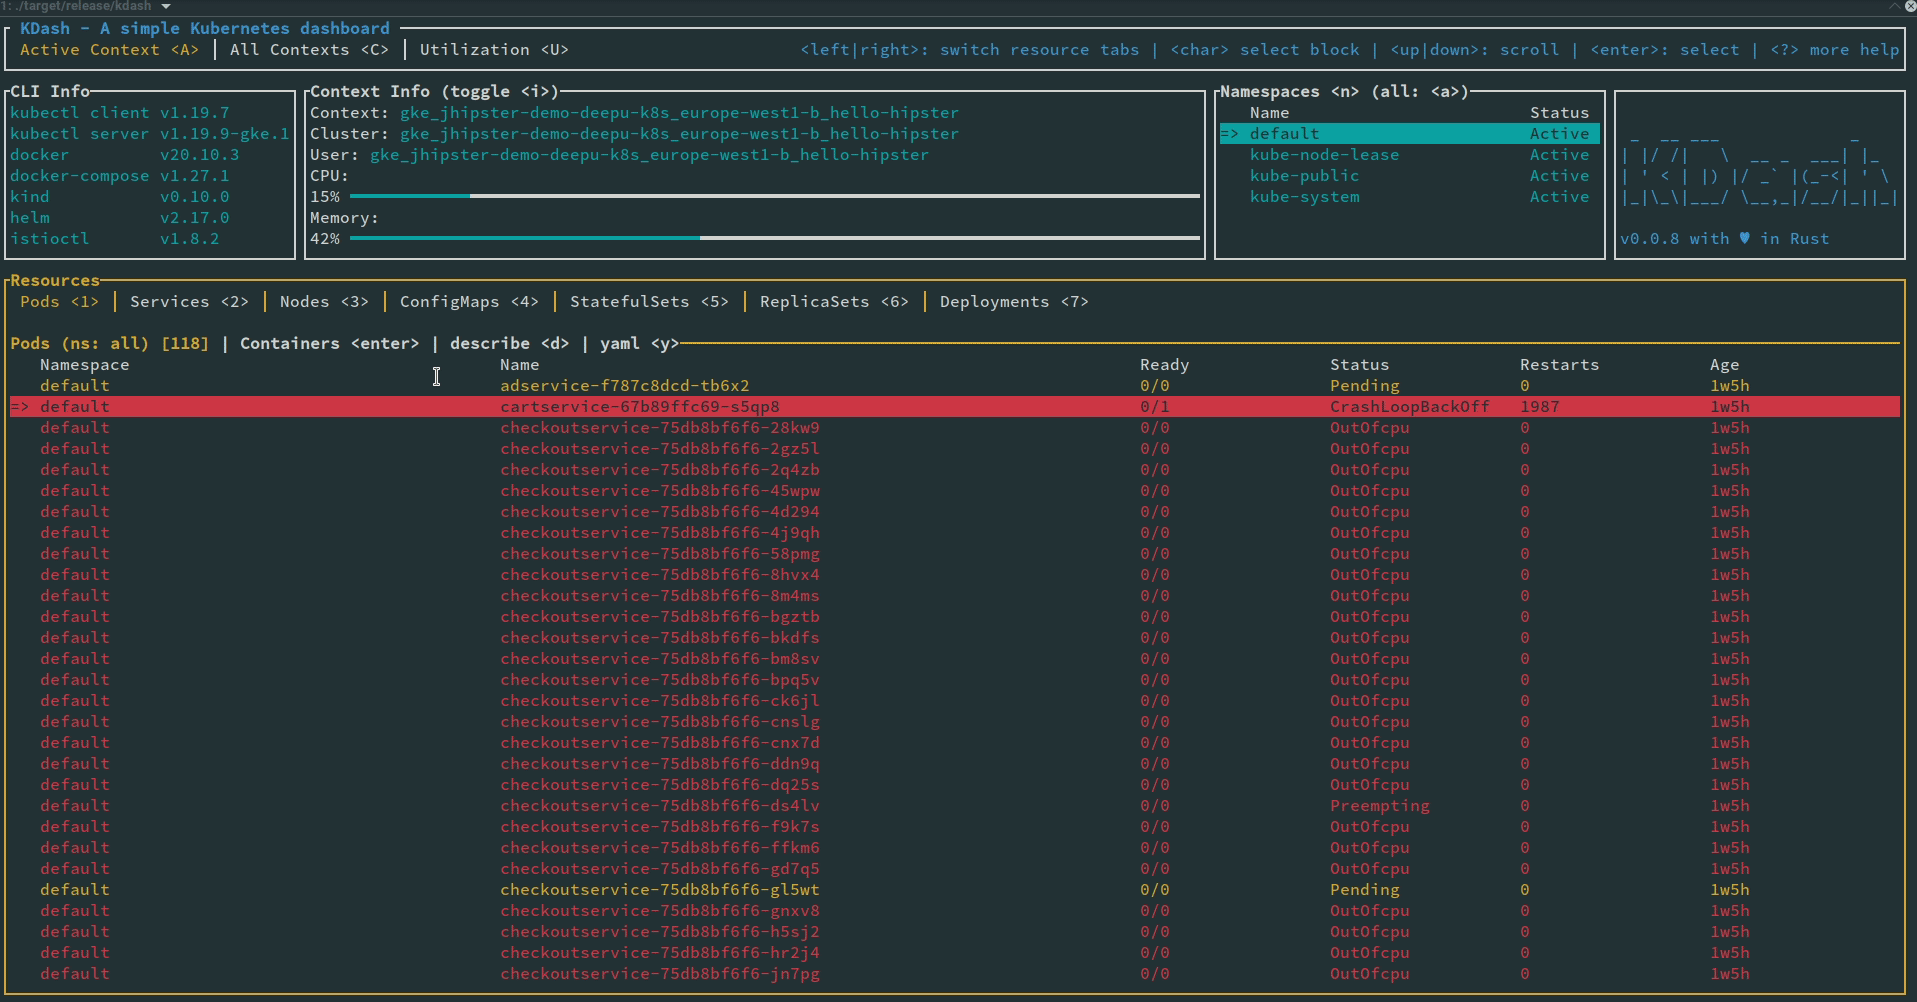 1: ./target/release/kdash
KDash - A simple Kubernetes dashboard
Active Context <A> | All Contexts <C> | Utilization <U>
<left|right>: switch resource tabs | <char> select block | <up|down>: scroll | <enter>: select | <?> more help
CLI Info
kubectl client v1.19.7
kubectl server v1.19.9-gke.1
docker v20.10.3
docker-compose v1.27.1
kind v0.10.0
helm v2.17.0
istioctl v1.8.2
Context Info (toggle <i>)
Context: gke_jhipster-demo-deepu-k8s_europe-west1-b_hello-hipster
Cluster: gke_jhipster-demo-deepu-k8s_europe-west1-b_hello-hipster
User: gke_jhipster-demo-deepu-k8s_europe-west1-b_hello-hipster
CPU:
15%
Memory:
42%
Namespaces <n> (all: <a>)
Name Status
=> default Active
kube-node-lease Active
kube-public Active
kube-system Active
KDash
v0.0.8 with ♥ in Rust
Resources
Pods <1> | Services <2> | Nodes <3> | ConfigMaps <4> | StatefulSets <5> | ReplicaSets <6> | Deployments <7>
Pods (ns: all) [118] | Containers <enter> | describe <d> | yaml <y>
Namespace Name Ready Status Restarts Age
default adservice-f787c8dcd-tb6x2 0/0 Pending 0 1w5h
=> default cartservice-67b89ffc69-s5qp8 0/1 CrashLoopBackOff 1987 1w5h
default checkoutservice-75db8bf6f6-28kw9 0/0 OutOfcpu 0 1w5h
default checkoutservice-75db8bf6f6-2gz5l 0/0 OutOfcpu 0 1w5h
default checkoutservice-75db8bf6f6-2q4zb 0/0 OutOfcpu 0 1w5h
default checkoutservice-75db8bf6f6-45wpw 0/0 OutOfcpu 0 1w5h
default checkoutservice-75db8bf6f6-4d294 0/0 OutOfcpu 0 1w5h
default checkoutservice-75db8bf6f6-4j9qh 0/0 OutOfcpu 0 1w5h
default checkoutservice-75db8bf6f6-58pmg 0/0 OutOfcpu 0 1w5h
default checkoutservice-75db8bf6f6-8hvx4 0/0 OutOfcpu 0 1w5h
default checkoutservice-75db8bf6f6-8m4ms 0/0 OutOfcpu 0 1w5h
default checkoutservice-75db8bf6f6-bgztb 0/0 OutOfcpu 0 1w5h
default checkoutservice-75db8bf6f6-bkdfs 0/0 OutOfcpu 0 1w5h
default checkoutservice-75db8bf6f6-bm8sv 0/0 OutOfcpu 0 1w5h
default checkoutservice-75db8bf6f6-bpq5v 0/0 OutOfcpu 0 1w5h
default checkoutservice-75db8bf6f6-ck6jl 0/0 OutOfcpu 0 1w5h
default checkoutservice-75db8bf6f6-cnslg 0/0 OutOfcpu 0 1w5h
default checkoutservice-75db8bf6f6-cnx7d 0/0 OutOfcpu 0 1w5h
default checkoutservice-75db8bf6f6-ddn9q 0/0 OutOfcpu 0 1w5h
default checkoutservice-75db8bf6f6-dq25s 0/0 OutOfcpu 0 1w5h
default checkoutservice-75db8bf6f6-ds4lv 0/0 Preempting 0 1w5h
default checkoutservice-75db8bf6f6-f9k7s 0/0 OutOfcpu 0 1w5h
default checkoutservice-75db8bf6f6-ffkm6 0/0 OutOfcpu 0 1w5h
default checkoutservice-75db8bf6f6-gd7q5 0/0 OutOfcpu 0 1w5h
default checkoutservice-75db8bf6f6-gl5wt 0/0 Pending 0 1w5h
default checkoutservice-75db8bf6f6-gnxv8 0/0 OutOfcpu 0 1w5h
default checkoutservice-75db8bf6f6-h5sj2 0/0 OutOfcpu 0 1w5h
default checkoutservice-75db8bf6f6-hr2j4 0/0 OutOfcpu 0 1w5h
default checkoutservice-75db8bf6f6-jn7pg 0/0 OutOfcpu 0 1w5h